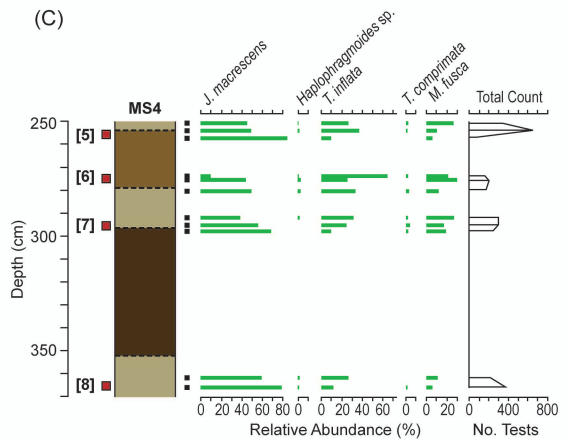 (C)
J. macrescens
Haplophragmoides sp.
T. inflata
T. comprimata
M. fusca
MS4
Total Count
250
[5]
[6]
[7]
300
Depth (cm)
350
[8]
0 20 40 60 80 0 0 20 40 60 0 0 20 0 400 800
Relative Abundance (%)
No. Tests